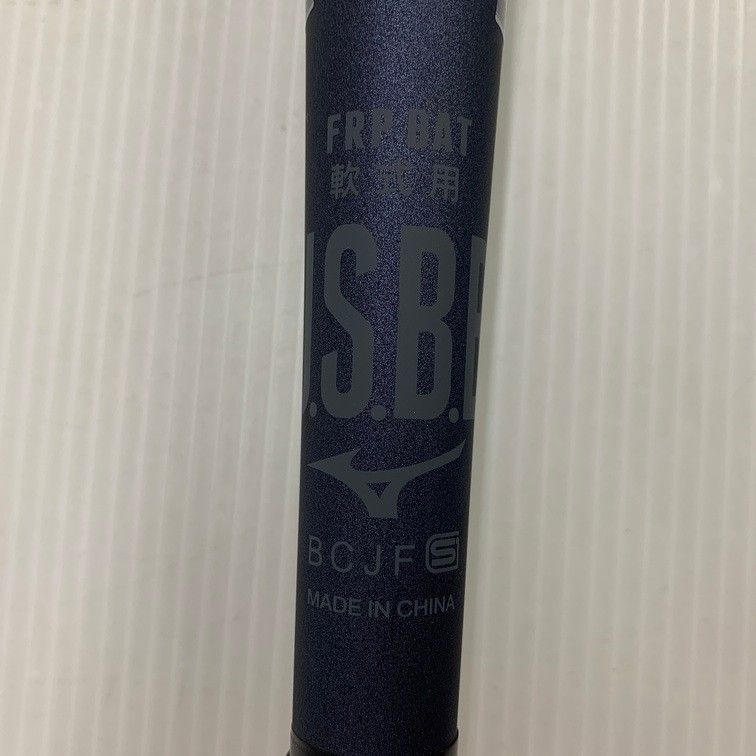 FRP BAT
軟式用
J.S.B.B
BCJF S
MADE IN CHINA